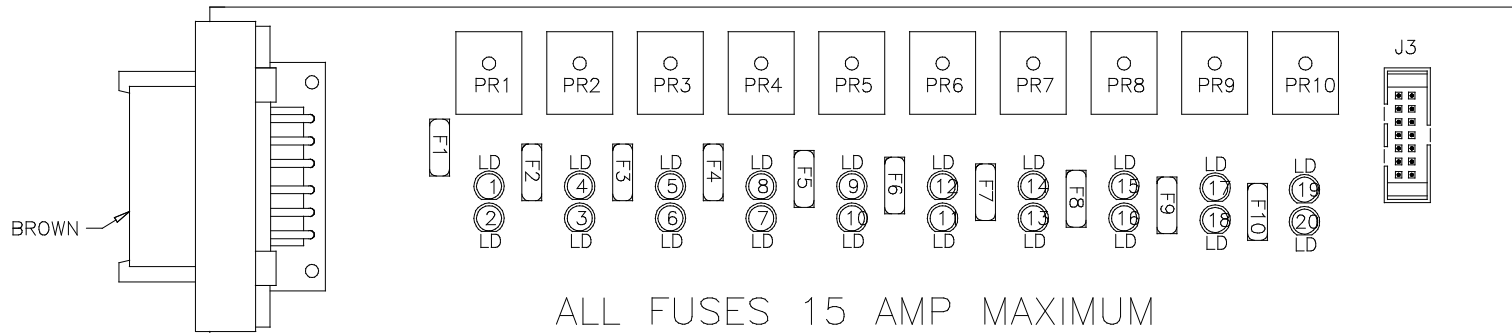 J3
PR1 PR2 PR3 PR4 PR5 PR6 PR7 PR8 PR9 PR10
F1 F2 F3 F4 F5 F6 F7 F8 F9 F10
LD LD LD LD LD LD LD LD LD LD
1 4 5 8 9 12 14 15 17 19
2 3 6 7 10 11 13 16 18 20
LD LD LD LD LD LD LD LD LD LD
BROWN
ALL FUSES 15 AMP MAXIMUM